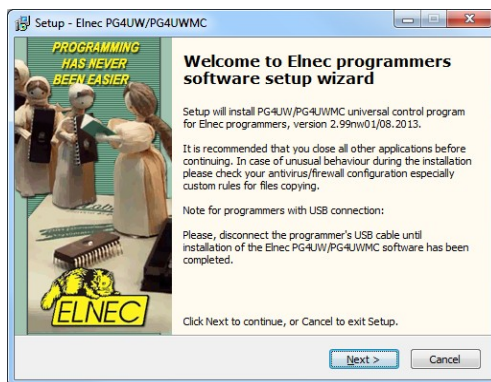 Setup - Elnec PG4UW/PG4UWMC
PROGRAMMING
HAS NEVER
BEEN EASIER
Welcome to Elnec programmers
software setup wizard
Setup will install PG4UW/PG4UWMC universal control program
for Elnec programmers, version 2.99nw01/08.2013.
It is recommended that you close all other applications before
continuing. In case of unusual behaviour during the installation
please check your antivirus/firewall configuration especially
custom rules for files copying.
Note for programmers with USB connection:
Please, disconnect the programmer's USB cable until
installation of the Elnec PG4UW/PG4UWMC software has been
completed.
ELNEC
Click Next to continue, or Cancel to exit Setup.
Next >
Cancel